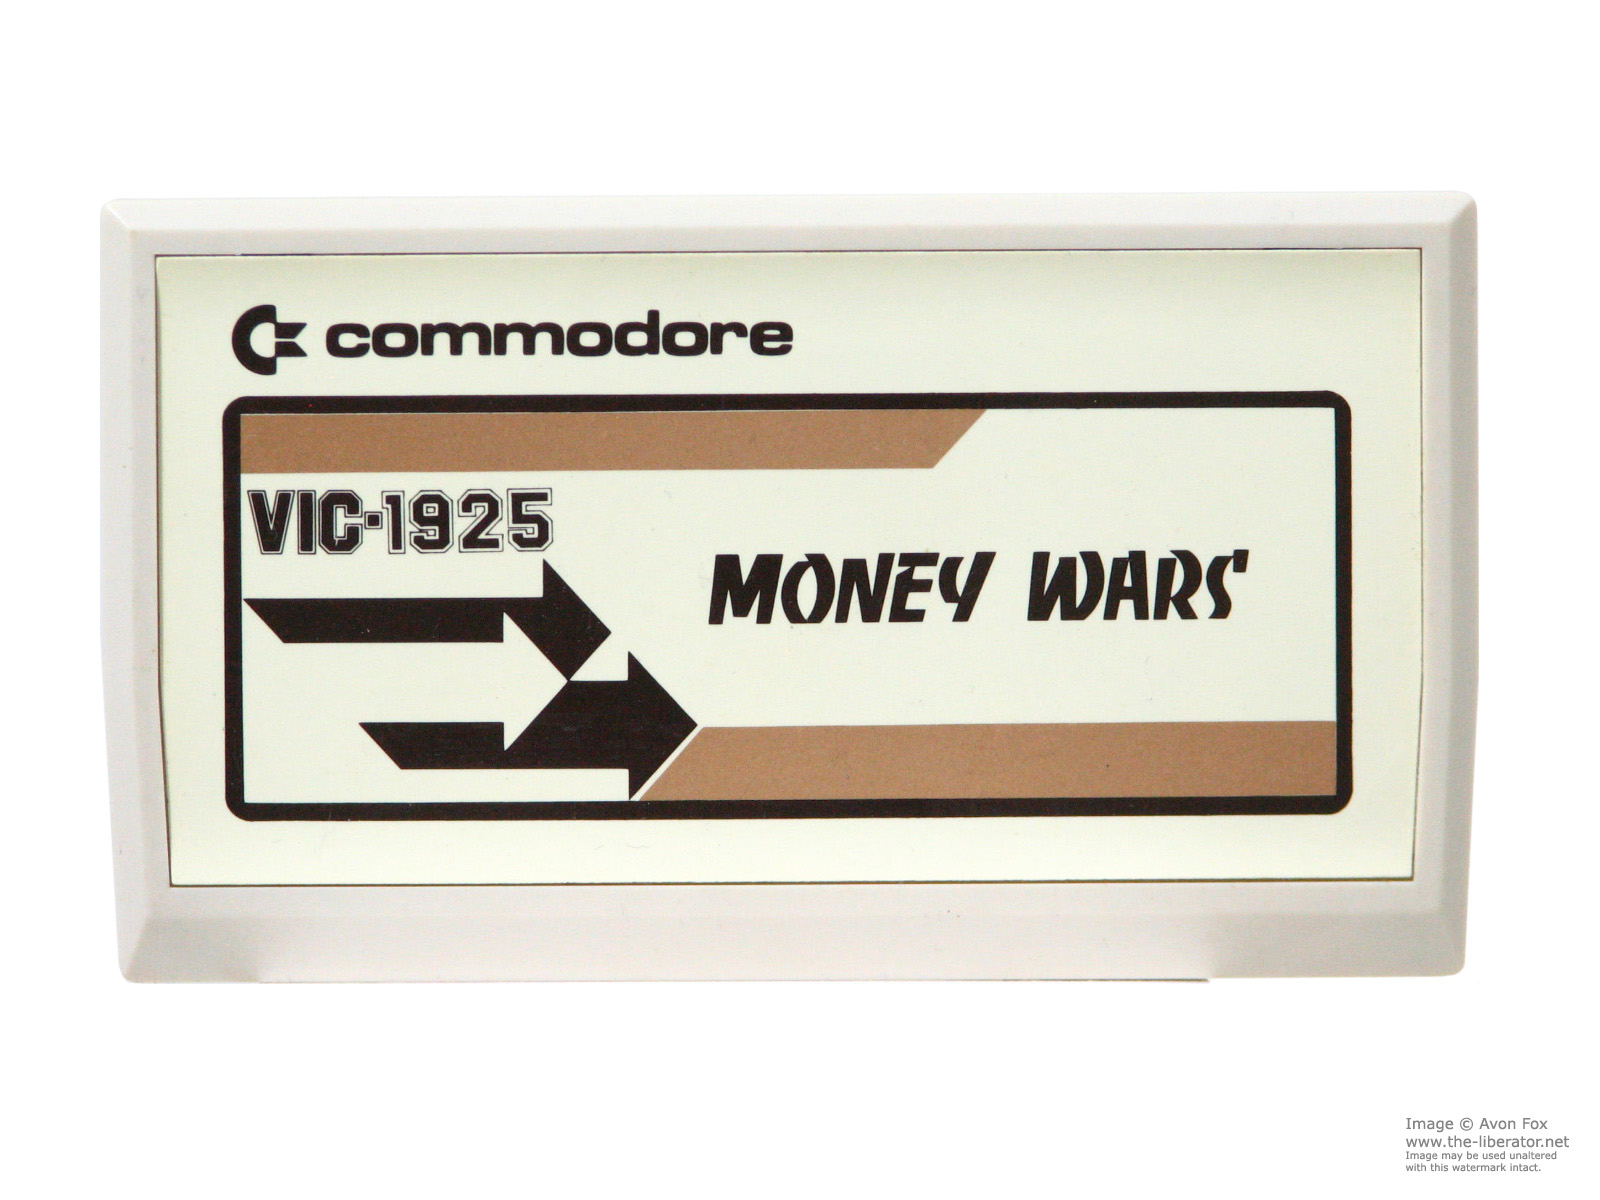 commodore
VIC-1925
MONEY WARS
Image © Avon Fox
www.the-liberator.net
Image may be used unaltered
with this watermark intact.